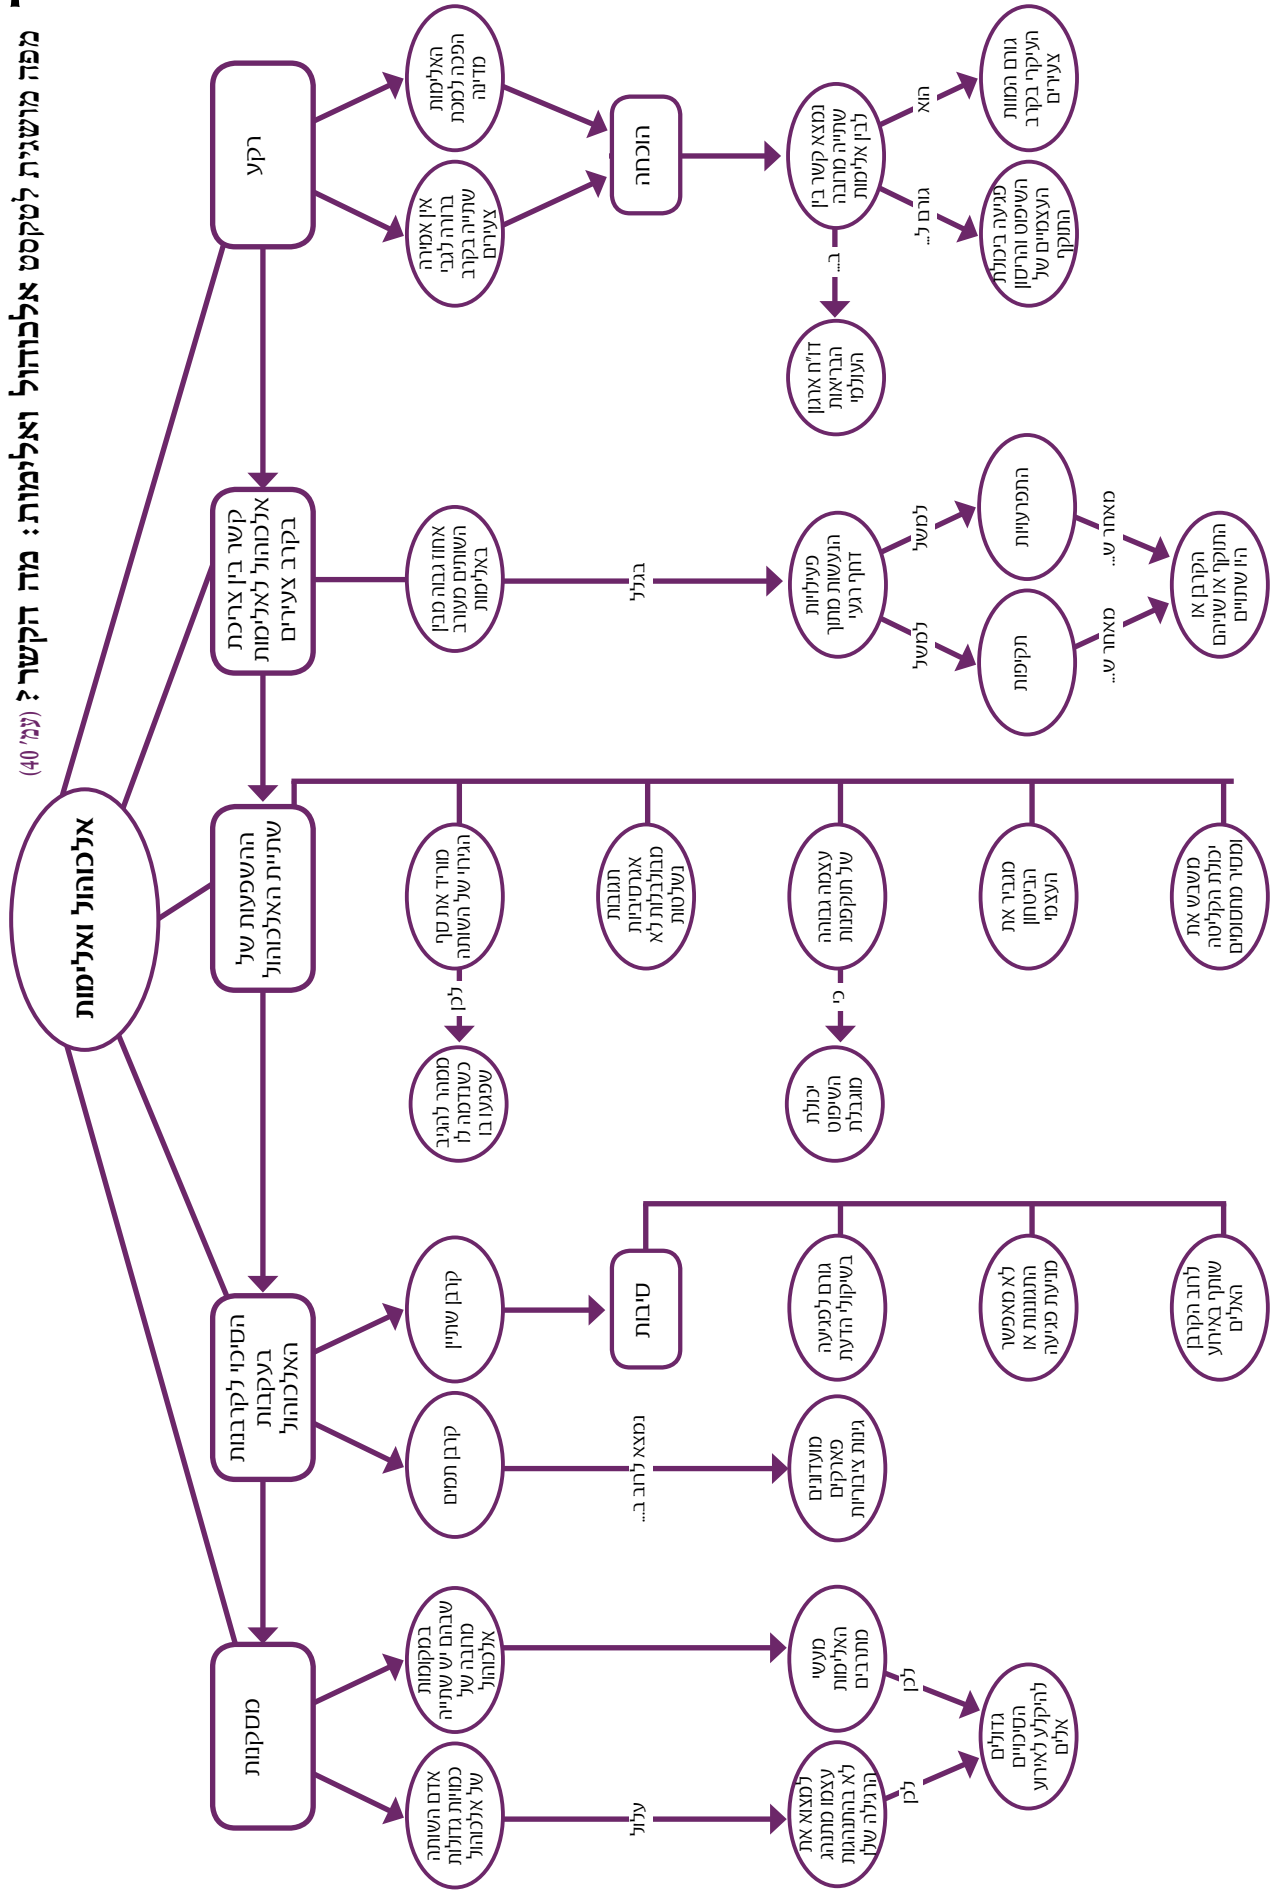 מפה מושגית לטקסט אלכוהול ואלימות: מה הקשר? (עמ' 40)
אלכוהול ואלימות
רקע
אין אמירה
ברורה לגבי
שתייה בקרב
צעירים
האלימות
הפכה למכת
מדינה
הוכחה
נמצא קשר בין
שתייה מרובה
לבין אלימות
ב...
דו"ח ארגון
הבריאות
העולמי
גורם ל...
פגיעה ביכולת
השיפוט והריסון
העצמיים של
התוקף
הוא
גורם המוות
העיקרי בקרב
צעירים
קשר בין צריכת
אלכוהול לאלימות
בקרב צעירים
אחוז גבוה מבין
השותים מעורב
באלימות
בגלל
פעילויות
הנעשות מתוך
דחף רגעי
למשל
תקיפות
למשל
התפרעויות
מאחר ש...
מאחר ש...
הקרבן או
התוקף או שניהם
היו שתויים
ההשפעות של
שתיית האלכוהול
מוריד את סף
הגירוי של השותה
לכן
ממהר להגיב
כשנדמה לו
שפגעו בו
תגובות
אגרסיביות
מבולבלות לא
נשלטות
עצמה גבוהה
של תוקפנות
כי
יכולת
השיפוט
מוגבלת
מגביר את
הביטחון
העצמי
משבש את
יכולת הקליטה
ומסיר מחסומים
הסיכוי לקרבנות
בעקבות
האלכוהול
קרבן תמים
נמצא לרוב ב...
מועדונים
פארקים
גינות ציבוריות
קרבן שתיין
סיבות
גורם לפגיעה
בשיקול הדעת
לא מאפשר
התגוננות או
מניעת פגיעה
לרוב הקרבן
שותף באירוע
האלים
מסקנות
אדם השותה
כמויות גדולות
של אלכוהול
עלול
למצוא את
עצמו מתנהג
לא בהתנהגות
הרגילה שלו
במקומות
שבהם יש שתייה
מרובה של
אלכוהול
מעשי
האלימות
מתרבים
לכן
לכן
גדולים
הסיכויים
להיקלע לאירוע
אלים